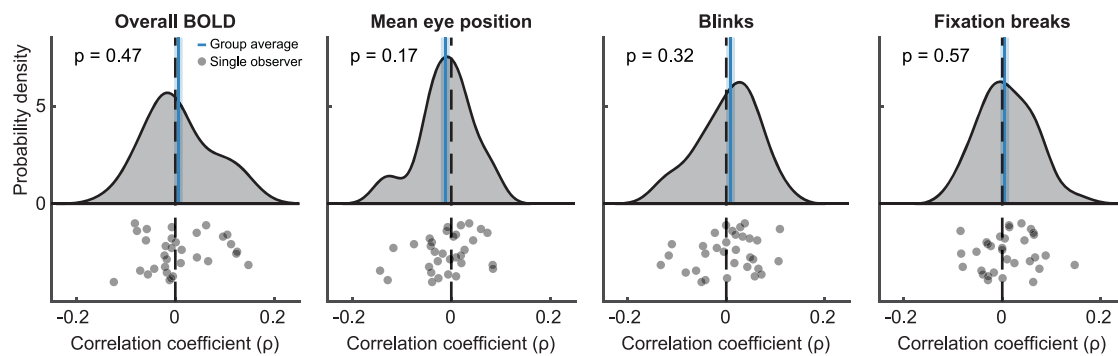 Overall BOLD
Mean eye position
Blinks
Fixation breaks
p = 0.47
Group average
Single observer
p = 0.17
p = 0.32
p = 0.57
Probability density
5
0
-0.2 0 0.2
-0.2 0 0.2
-0.2 0 0.2
-0.2 0 0.2
Correlation coefficient (ρ)
Correlation coefficient (ρ)
Correlation coefficient (ρ)
Correlation coefficient (ρ)